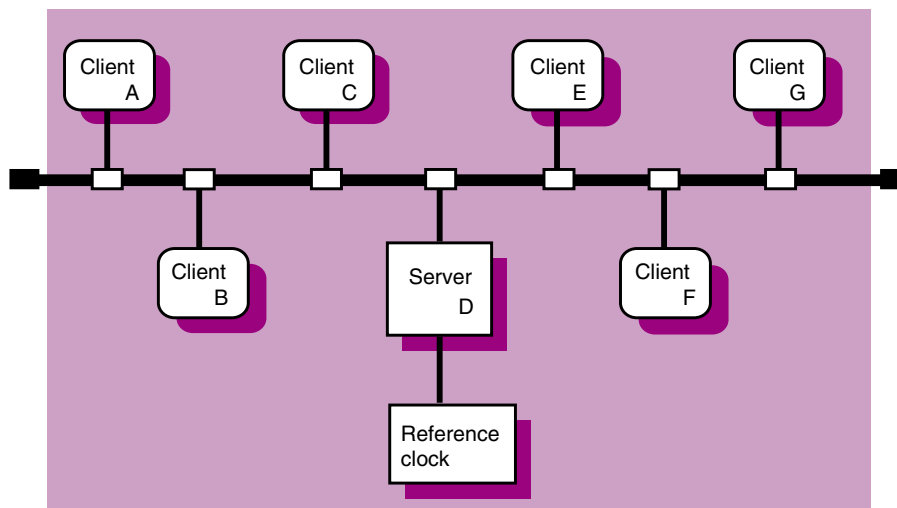 Client
A
Client
C
Client
E
Client
G
Client
B
Server
D
Client
F
Reference
clock